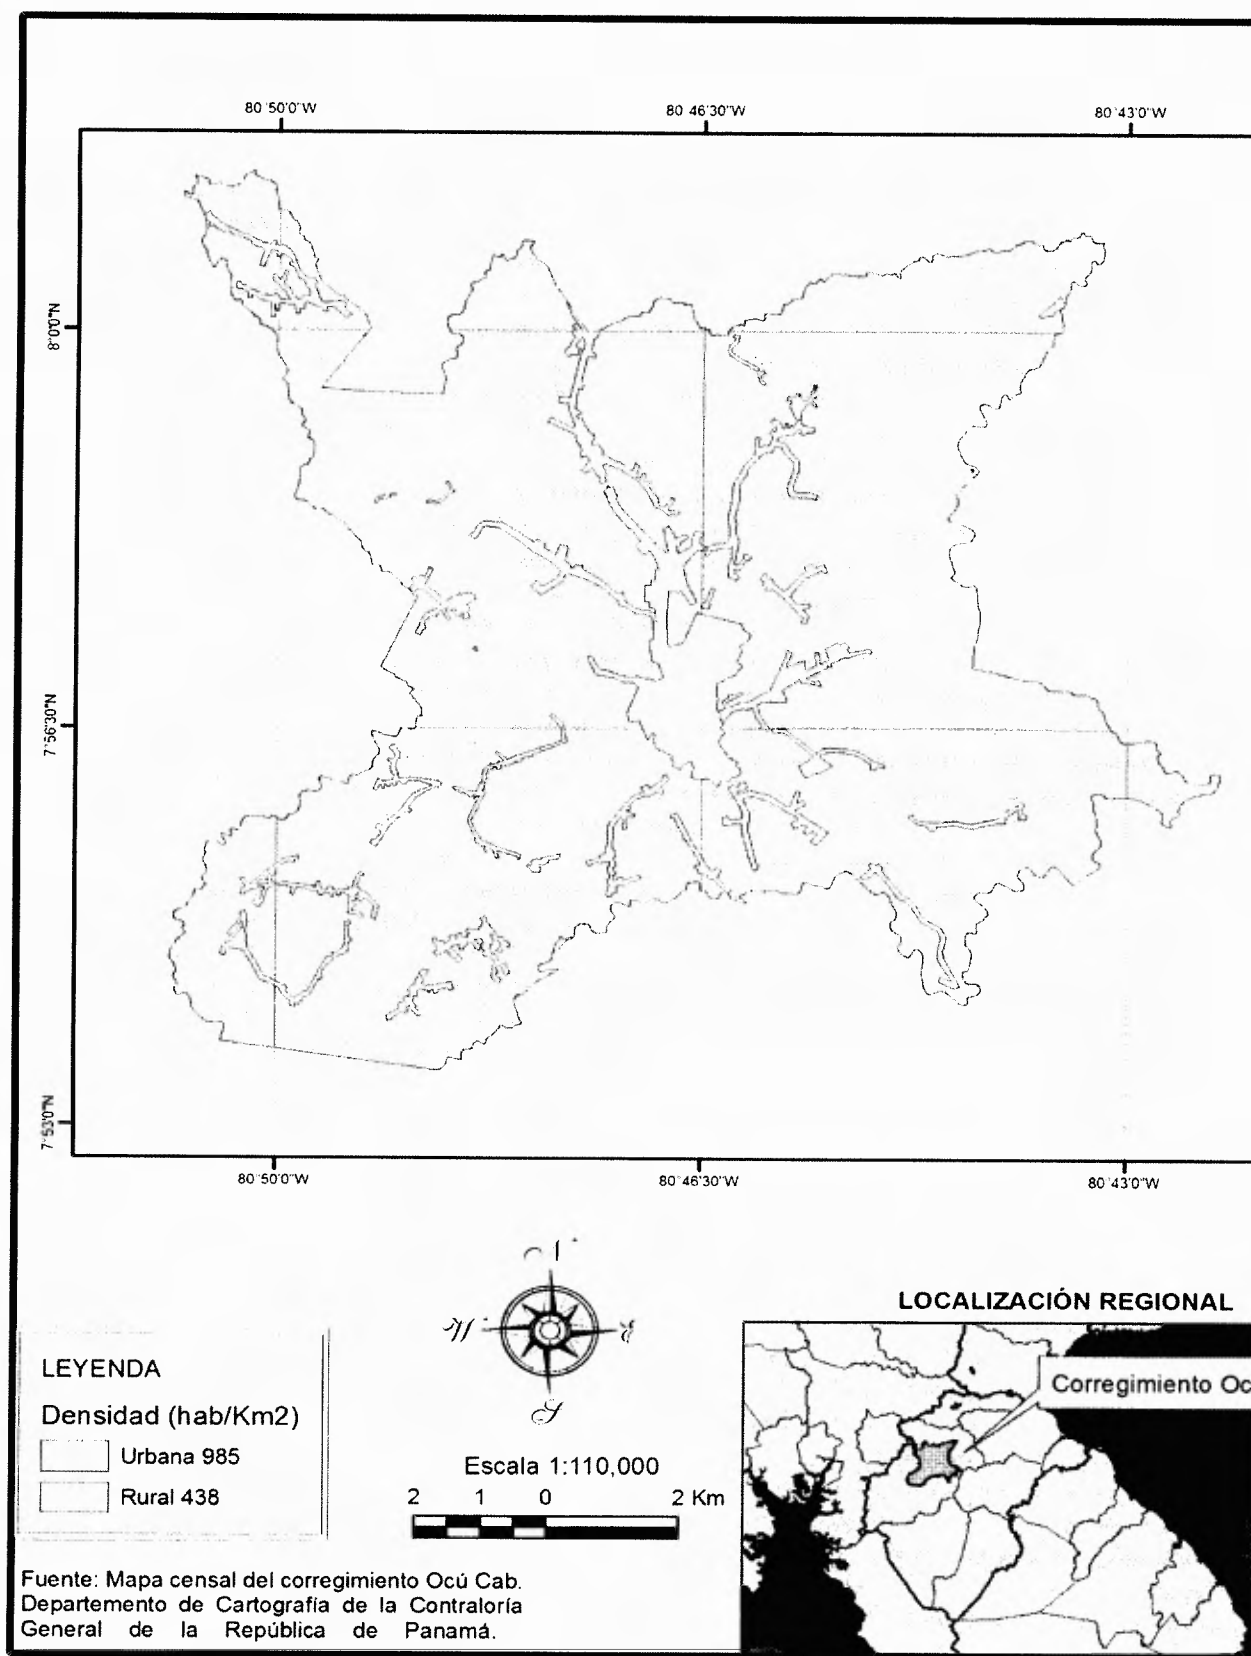 80°50'0"W 80°46'30"W 80°43'0"W
8°0'0"N
7°56'30"N
7°53'0"N
80°50'0"W 80°46'30"W 80°43'0"W
LOCALIZACIÓN REGIONAL
Corregimiento Oc
LEYENDA
Densidad (hab/Km2)
Urbana 985
Rural 438
Escala 1:110,000
2 1 0 2 Km
Fuente: Mapa censal del corregimiento Ocú Cab.
Departemento de Cartografía de la Contraloría
General de la República de Panamá.